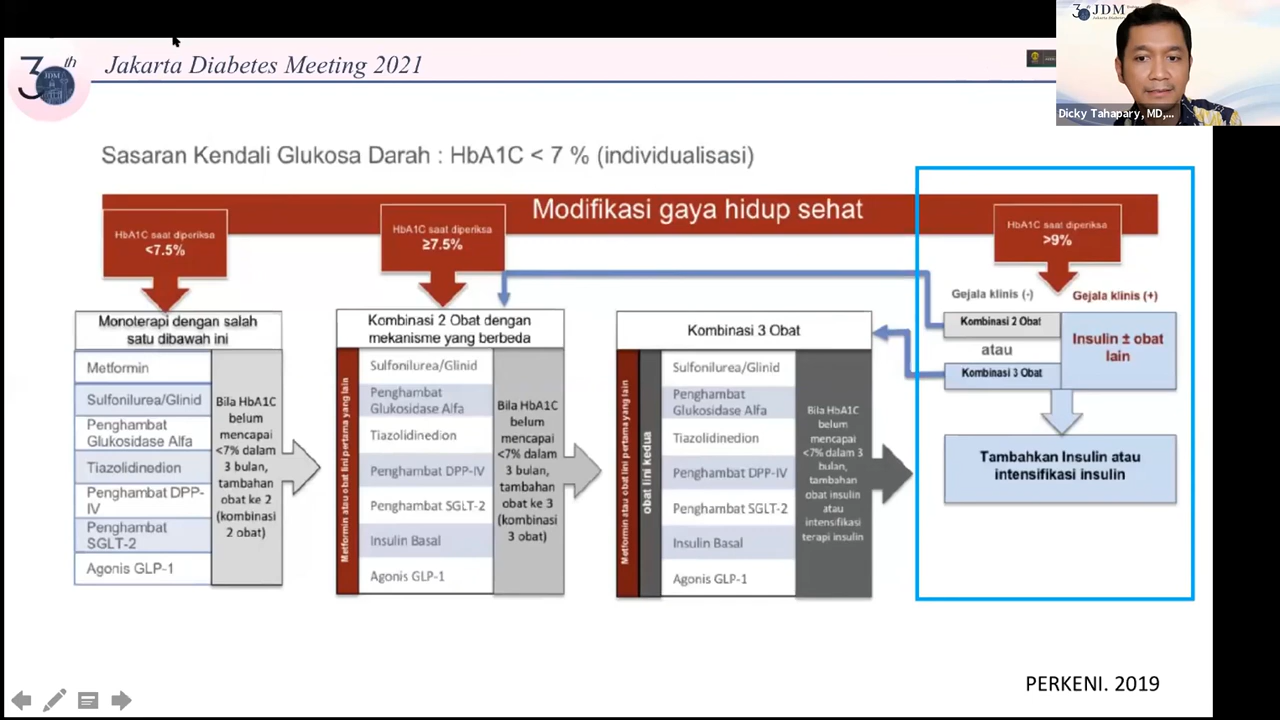 30th
JDM
Jakarta Diabetes Meeting 2021
JDM
Dicky Tahapary, MD,...
Sasaran Kendali Glukosa Darah : HbA1C < 7 % (individualisasi)
Modifikasi gaya hidup sehat
HbA1C saat diperiksa
<7.5%
HbA1C saat diperiksa
≥7.5%
HbA1C saat diperiksa
>9%
Monoterapi dengan salah
satu dibawah ini
Metformin
Sulfonilurea/Glinid
Penghambat
Glukosidase Alfa
Tiazolidinedion
Penghambat DPP-
IV
Penghambat
SGLT-2
Agonis GLP-1
Bila HbA1C
belum
mencapai
<7% dalam
3 bulan,
tambahan
obat ke 2
(kombinasi
2 obat)
Kombinasi 2 Obat dengan
mekanisme yang berbeda
Metformin atau obat lini pertama yang lain
Sulfonilurea/Glinid
Penghambat
Glukosidase Alfa
Tiazolidinedion
Penghambat DPP-IV
Penghambat SGLT-2
Insulin Basal
Agonis GLP-1
Bila HbA1C
belum
mencapai
<7% dalam
3 bulan,
tambahan
obat ke 3
(kombinasi
3 obat)
Kombinasi 3 Obat
Metformin atau obat lini pertama yang lain
obat lini kedua
Sulfonilurea/Glinid
Penghambat
Glukosidase Alfa
Tiazolidinedion
Penghambat DPP-IV
Penghambat SGLT-2
Insulin Basal
Agonis GLP-1
Bila HbA1C
belum
mencapai
<7% dalam 3
bulan,
tambahan
obat insulin
atau
intensifikasi
terapi insulin
Gejala klinis (-)
Gejala klinis (+)
Kombinasi 2 Obat
atau
Kombinasi 3 Obat
Insulin ± obat
lain
Tambahkan Insulin atau
intensifikasi insulin
PERKENI. 2019